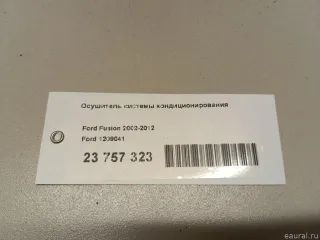 Осушитель системы кондиционирования
Ford Fusion 2002-2012
Ford 1209041
23 757 323
eaural.ru